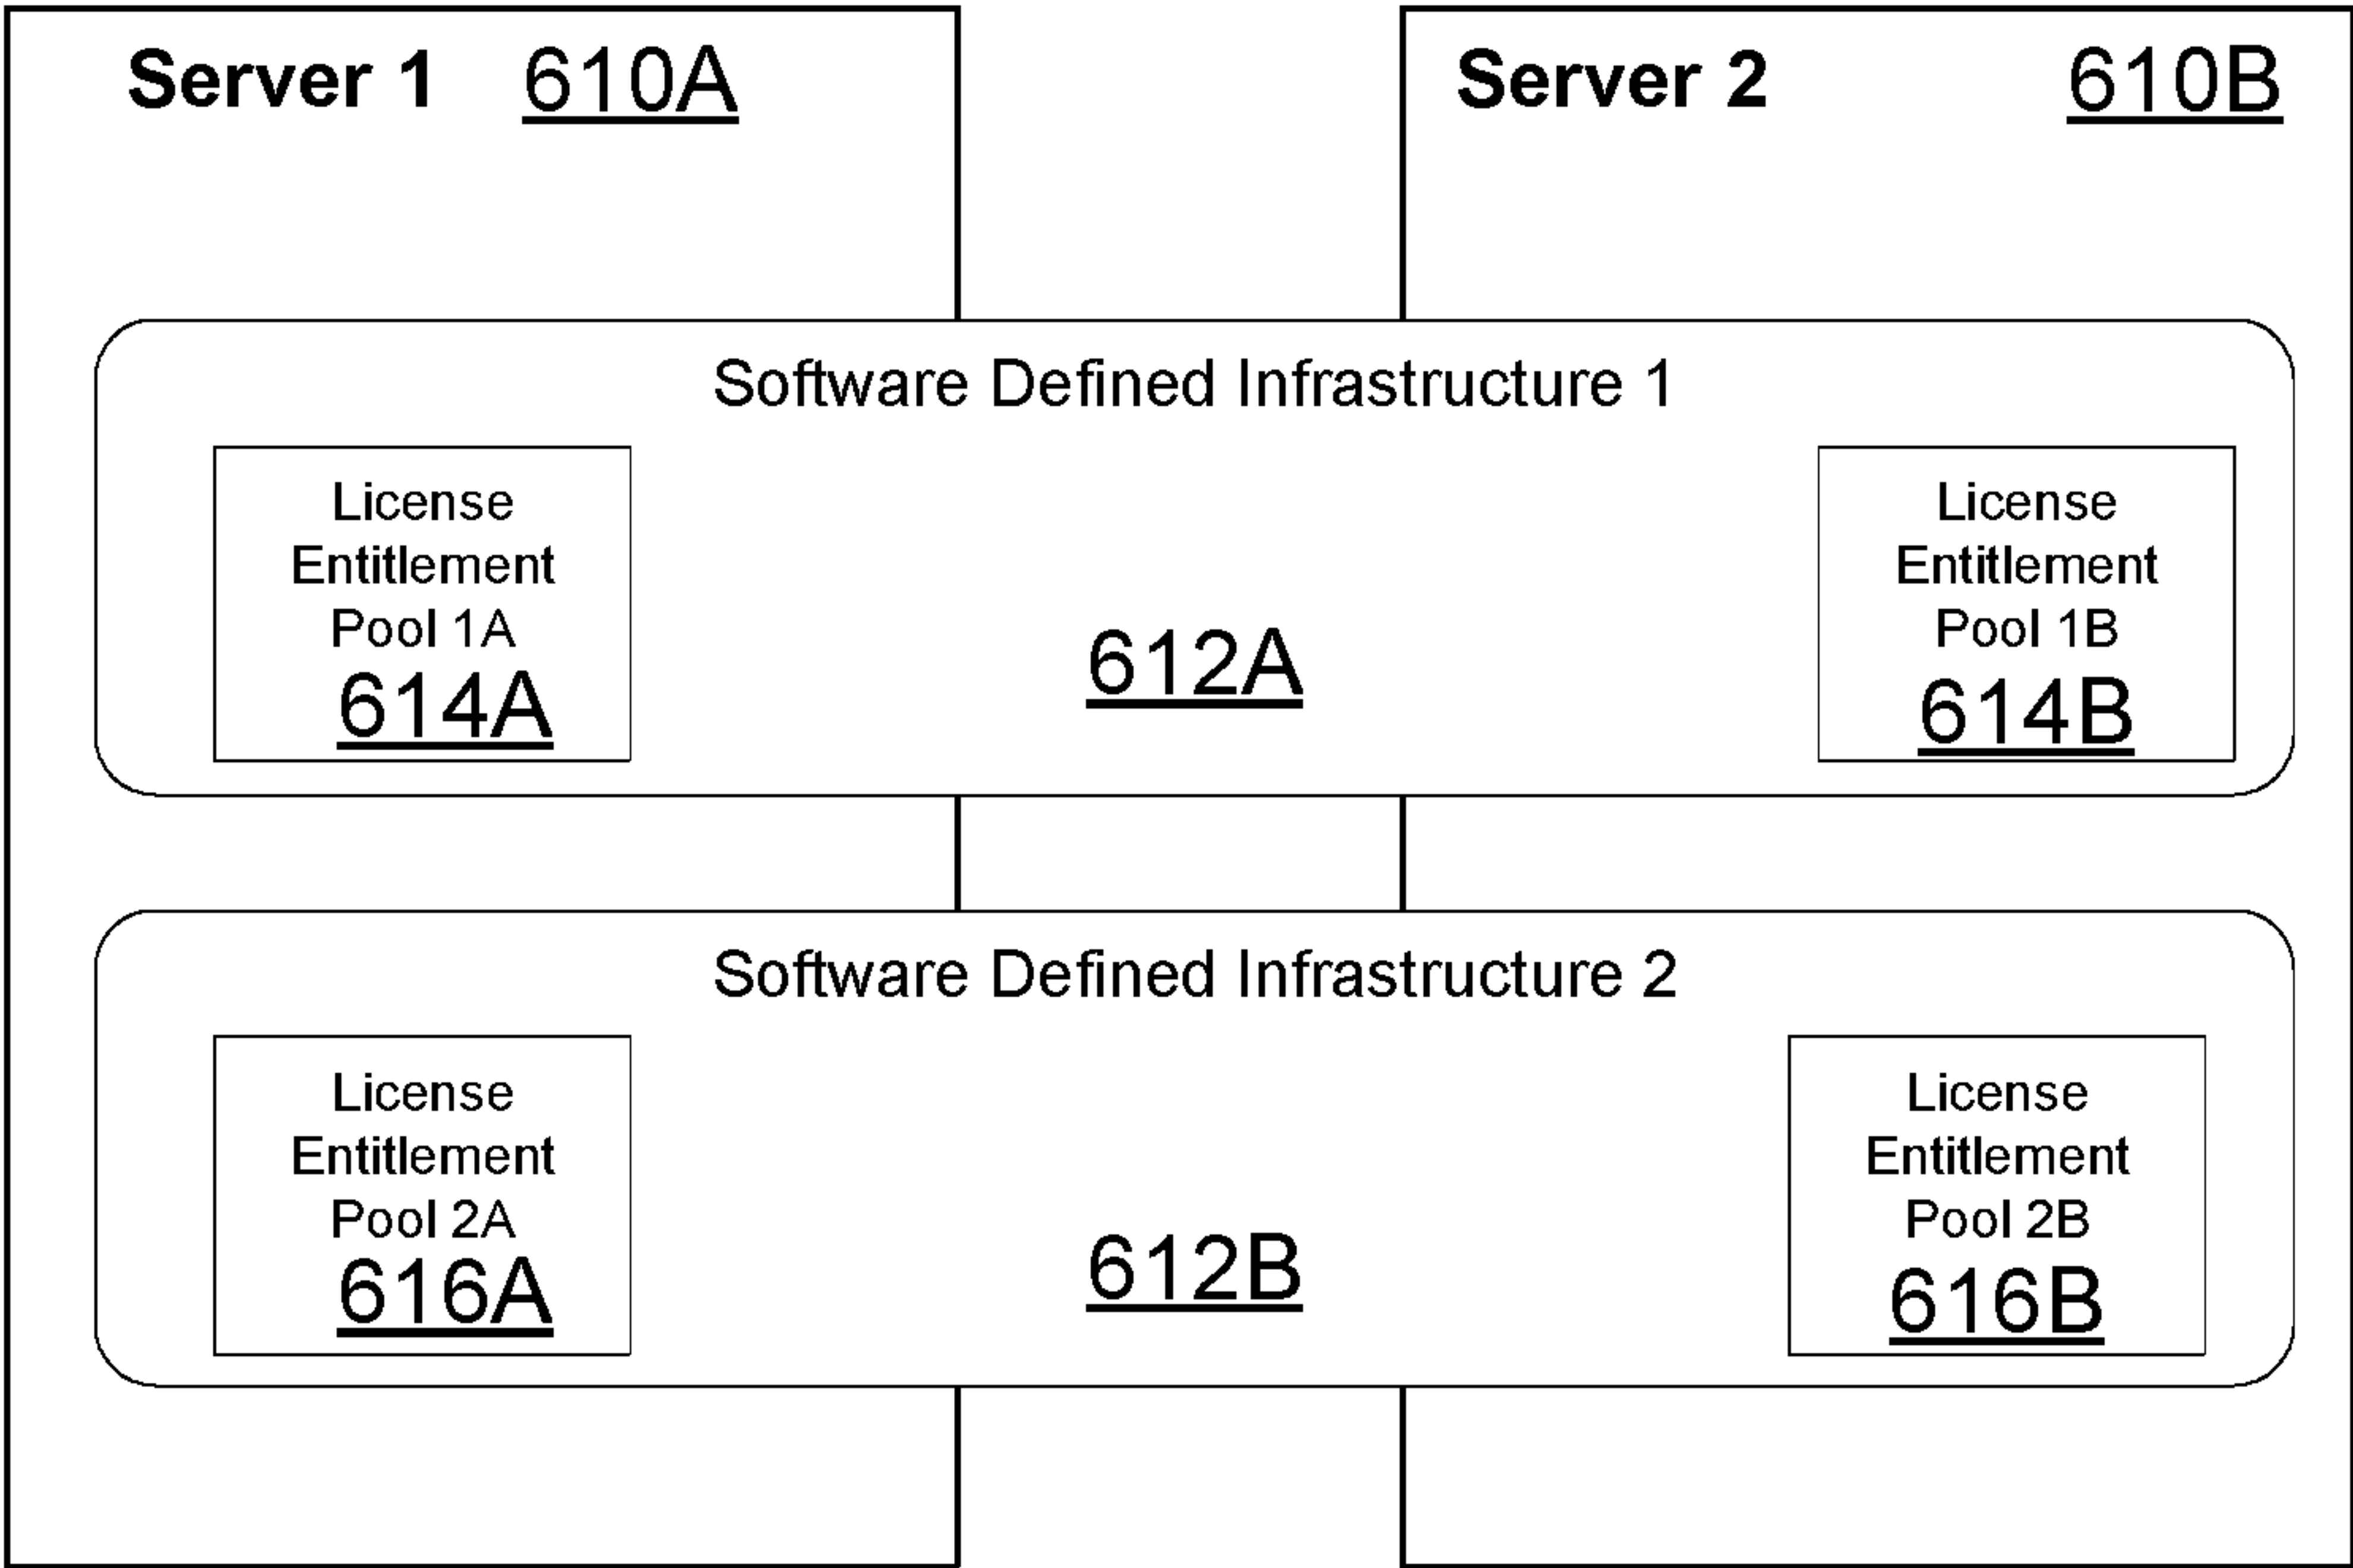 Server 1 610A
Server 2 610B
Software Defined Infrastructure 1
License
Entitlement
Pool 1A
614A
612A
License
Entitlement
Pool 1B
614B
Software Defined Infrastructure 2
License
Entitlement
Pool 2A
616A
612B
License
Entitlement
Pool 2B
616B